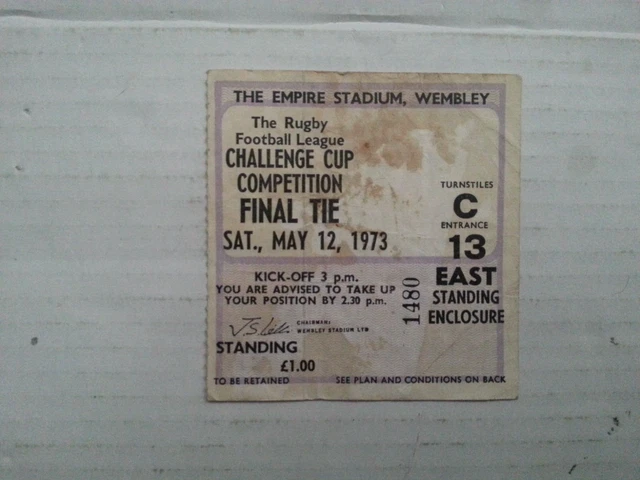 THE EMPIRE STADIUM, WEMBLEY
The Rugby
Football League
CHALLENGE CUP
COMPETITION
FINAL TIE
SAT., MAY 12, 1973
KICK-OFF 3 p.m.
YOU ARE ADVISED TO TAKE UP
YOUR POSITION BY 2.30 p.m.
CHAIRMAN:
WEMBLEY STADIUM LTD
STANDING
£1.00
TO BE RETAINED
SEE PLAN AND CONDITIONS ON BACK
1480
TURNSTILES
C
ENTRANCE
13
EAST
STANDING
ENCLOSURE